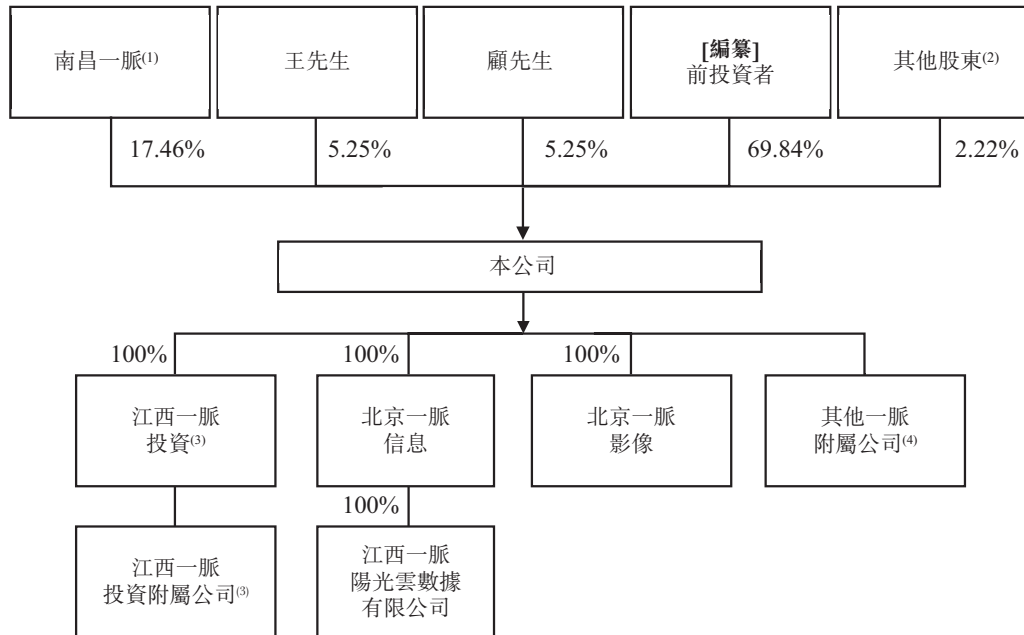 南昌一脈(1)
王先生
顧先生
[編纂]
前投資者
其他股東(2)
17.46%
5.25%
5.25%
69.84%
2.22%
本公司
100%
100%
100%
江西一脈
投資(3)
北京一脈
信息
北京一脈
影像
其他一脈
附屬公司(4)
100%
江西一脈
投資附屬公司(3)
江西一脈
陽光雲數據
有限公司